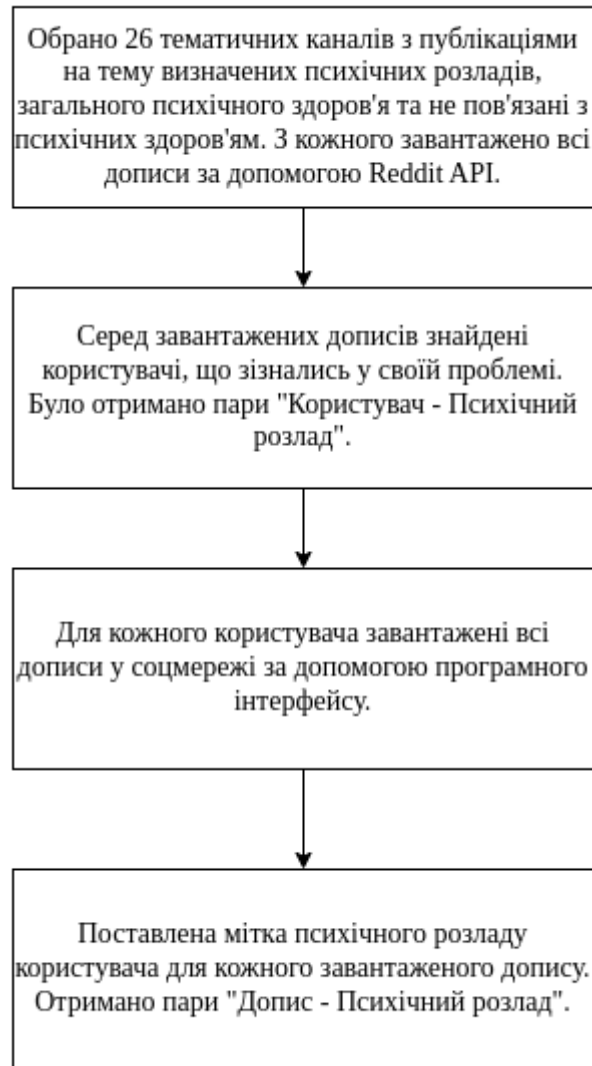 Обрано 26 тематичних каналів з публікаціями
на тему визначених психічних розладів,
загального психічного здоров'я та не пов'язані з
психічних здоров'ям. З кожного завантажено всі
дописи за допомогою Reddit API.
Серед завантажених дописів знайдені
користувачі, що зізнались у своїй проблемі.
Було отримано пари "Користувач - Психічний
розлад".
Для кожного користувача завантажені всі
дописи у соцмережі за допомогою програмного
інтерфейсу.
Поставлена мітка психічного розладу
користувача для кожного завантаженого допису.
Отримано пари "Допис - Психічний розлад".